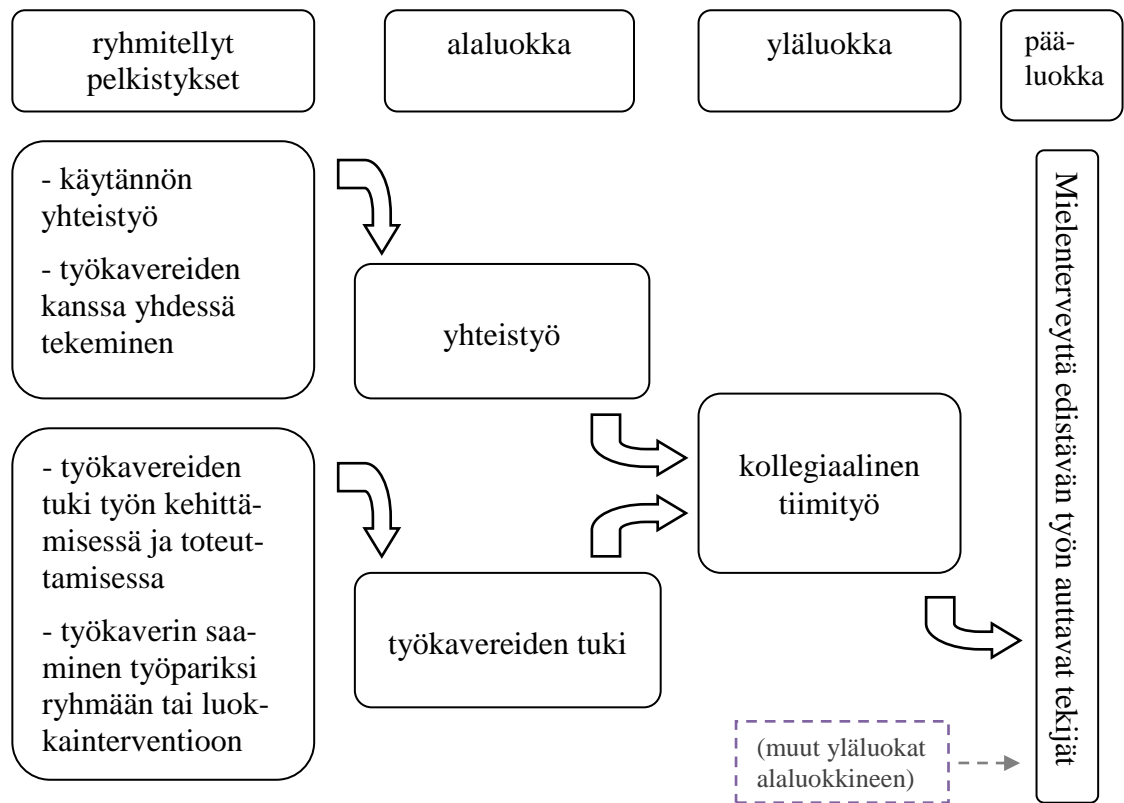 ryhmitellyt
pelkistykset
alaluokka
yläluokka
pää-
luokka
- käytännön
yhteistyö
- työkavereiden
kanssa yhdessä
tekeminen
yhteistyö
- työkavereiden
tuki työn kehittä-
misessä ja toteut-
tamisessa
- työkaverin saa-
minen työpariksi
ryhmään tai luok-
kainterventioon
työkavereiden tuki
kollegiaalinen
tiimityö
(muut yläluokat
alaluokkineen)
Mielenterveyttä edistävän työn auttavat tekijät